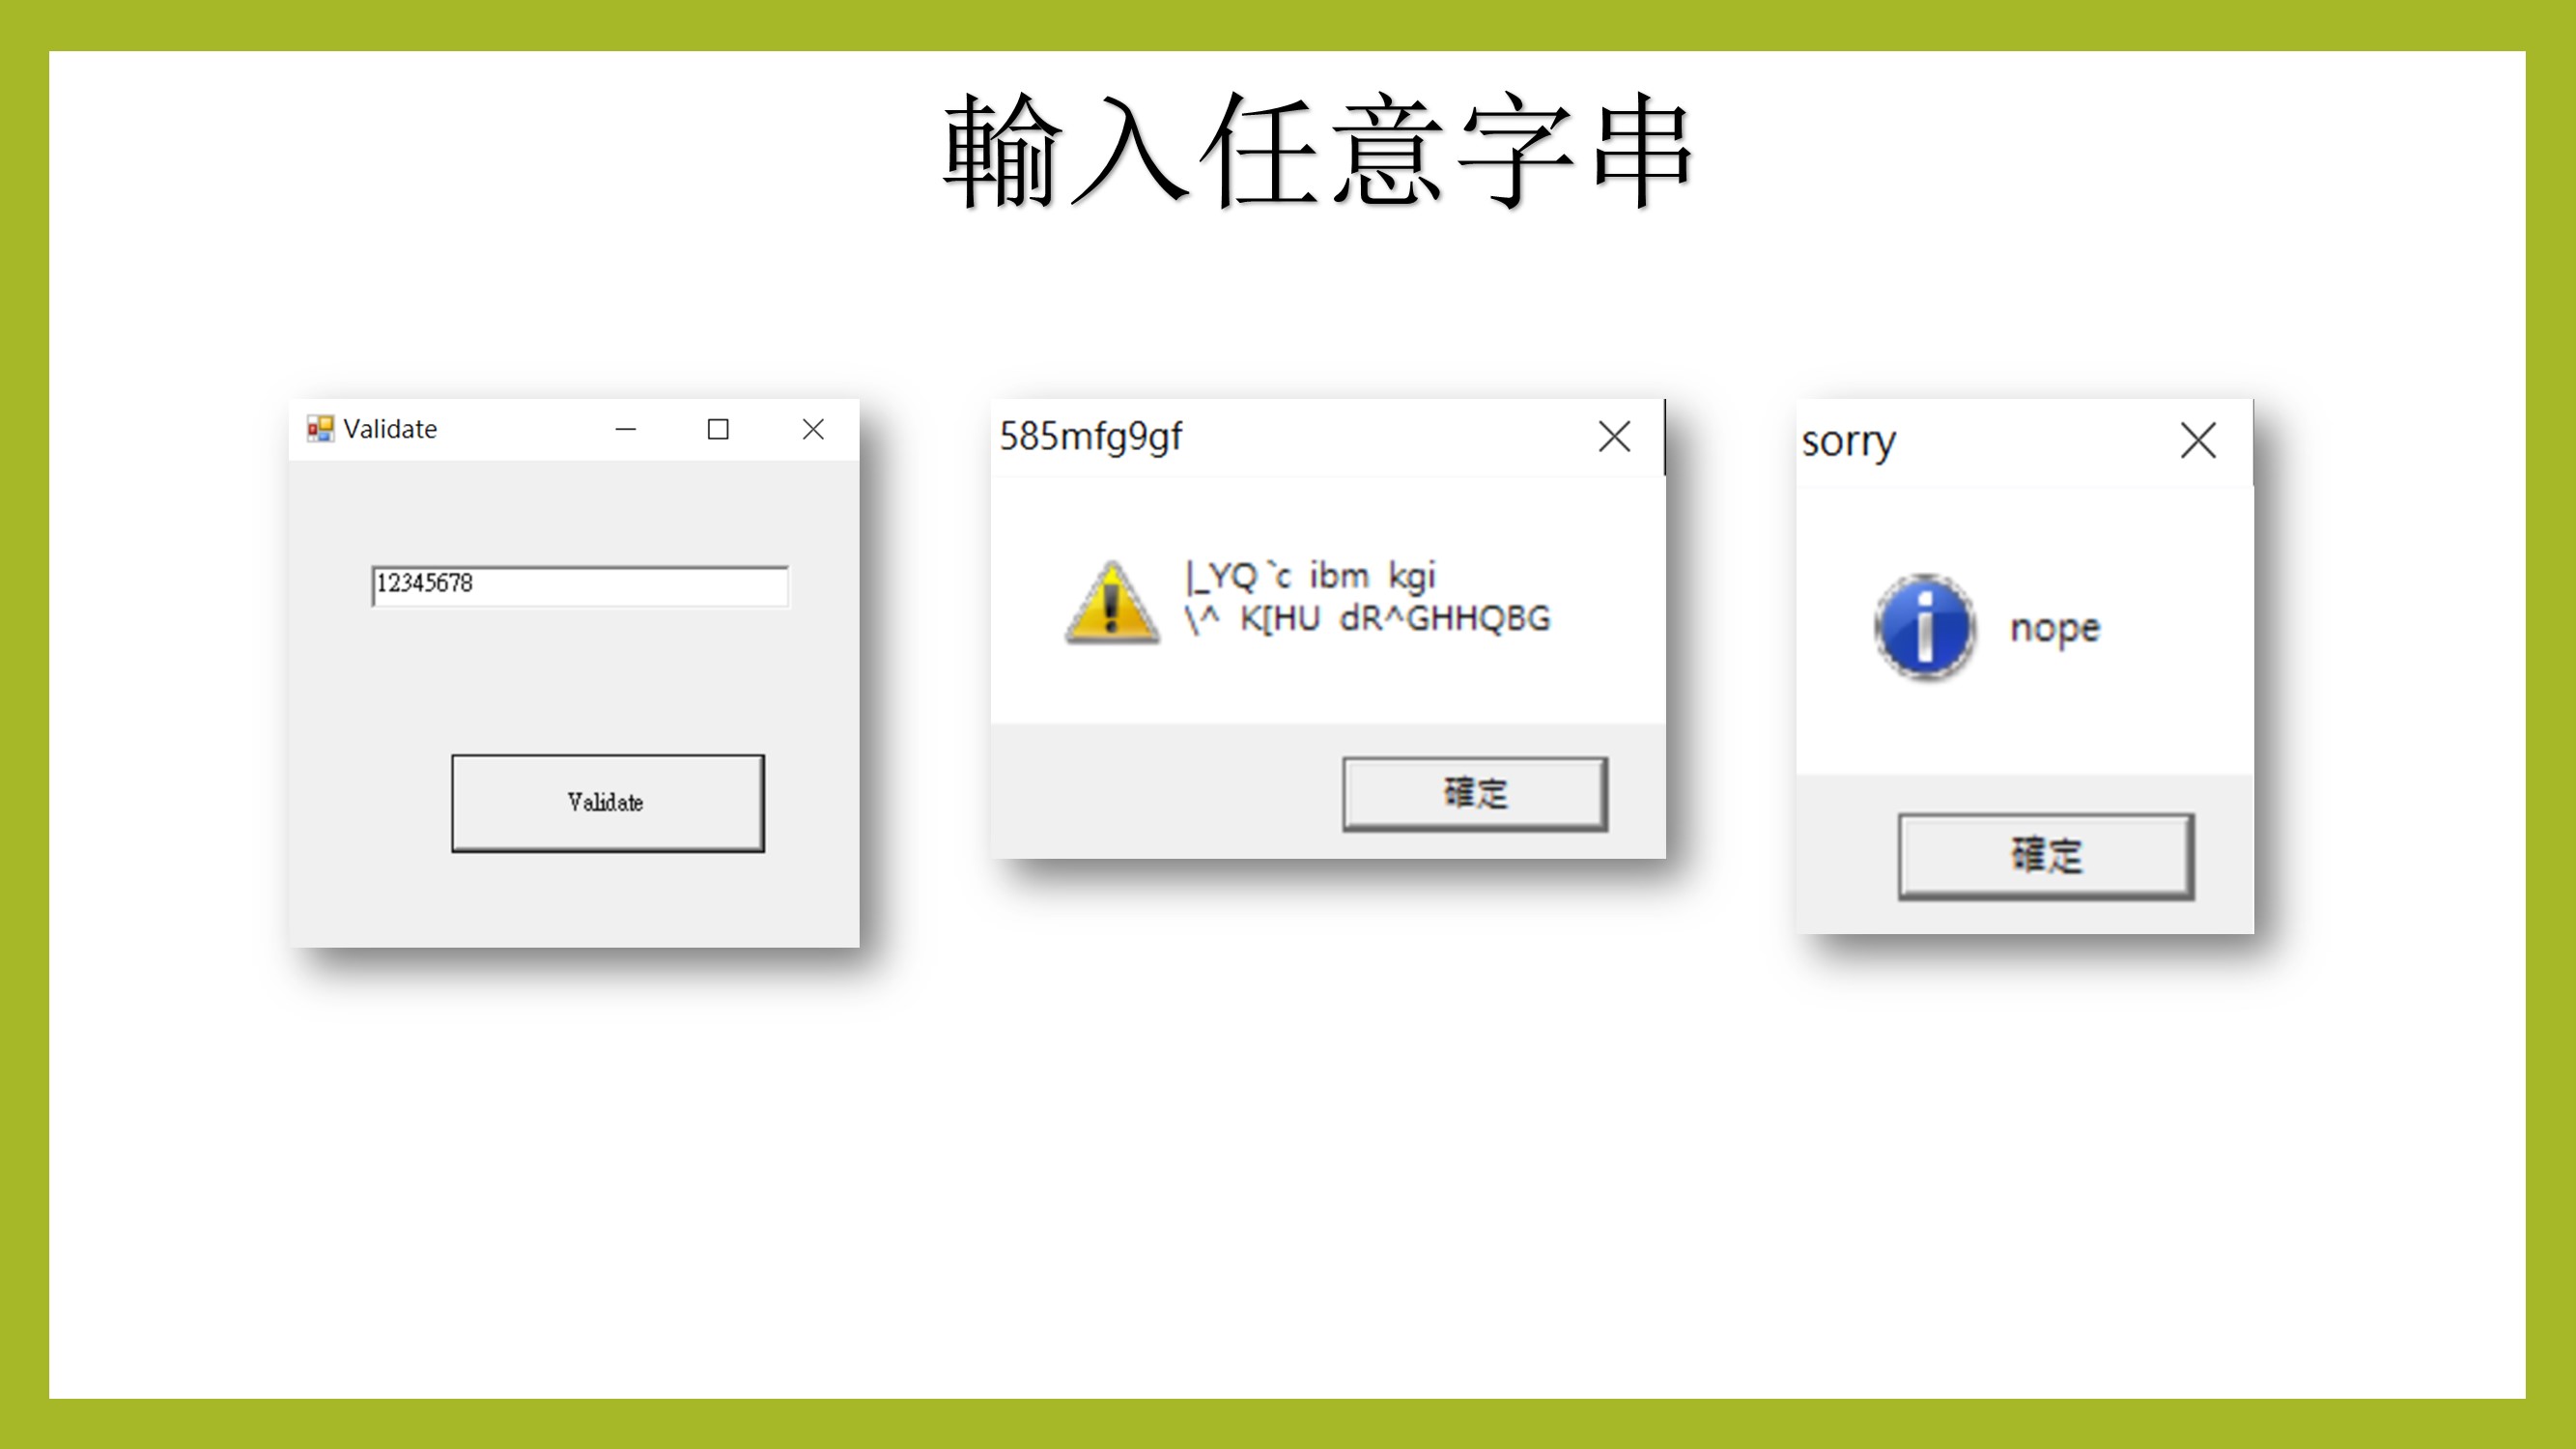 輸入任意字串
Validate
12345678
Validate
585mfg9gf
|_YQ `c ibm kgi
\^ K[HU dR^GHHQBG
確定
sorry
nope
確定